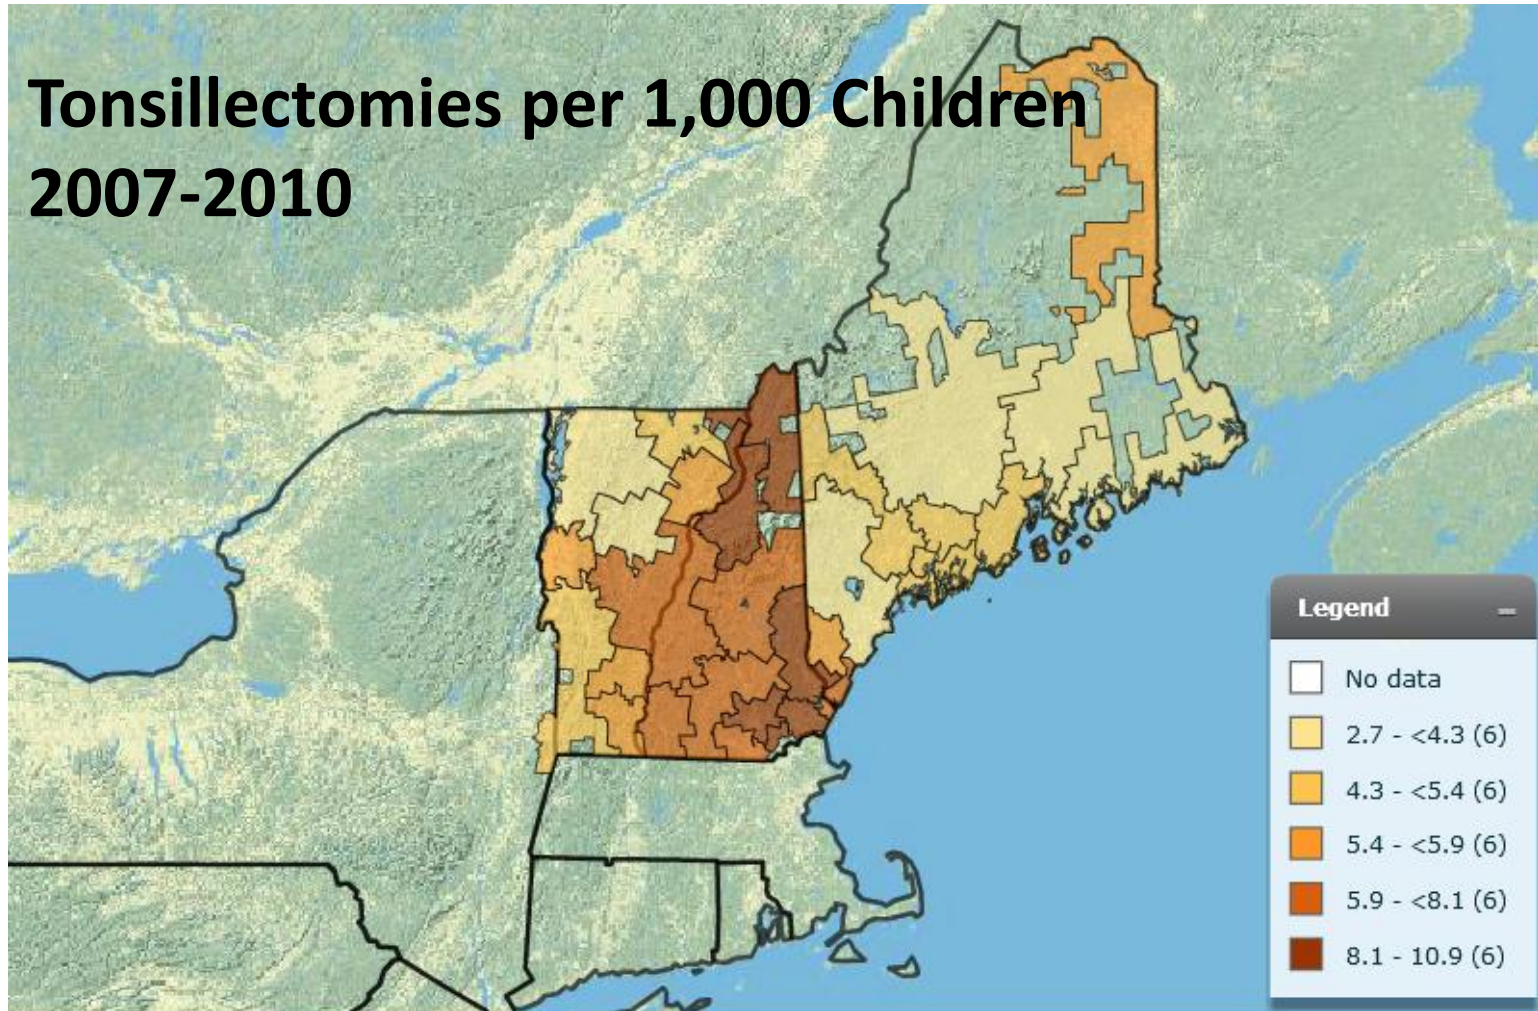 Tonsillectomies per 1,000 Children
2007-2010
Legend
No data
2.7 - <4.3 (6)
4.3 - <5.4 (6)
5.4 - <5.9 (6)
5.9 - <8.1 (6)
8.1 - 10.9 (6)